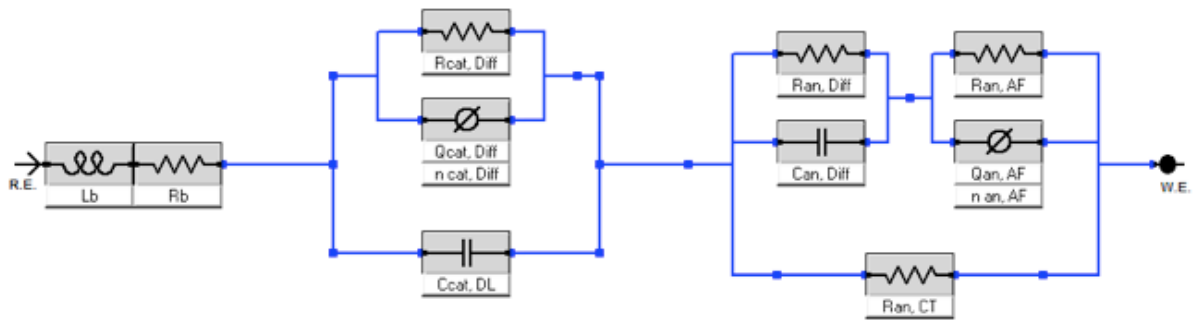 R.E.
Lb
Rb
Rcat, Diff
Qcat, Diff
n cat, Diff
Ccat, DL
Ran, Diff
Can, Diff
Ran, AF
Qan, AF
n an, AF
Ran, CT
W.E.